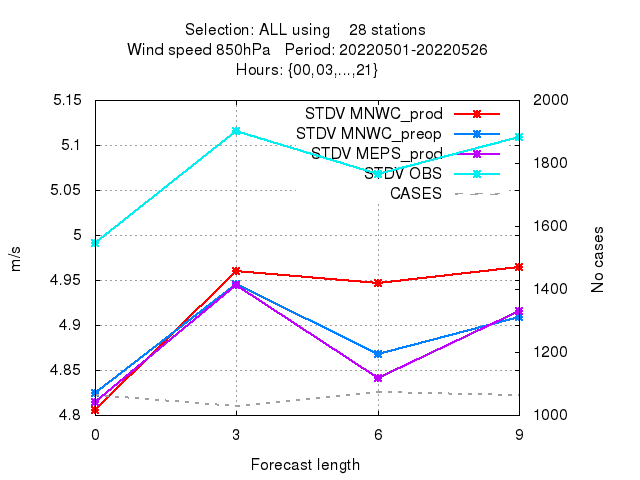 Selection: ALL using 28 stations
Wind speed 850hPa Period: 20220501-20220526
Hours: {00,03,...,21}
5.15
5.1
5.05
5
4.95
4.9
4.85
4.8
m/s
2000
1800
1600
1400
1200
1000
No cases
STDV MNWC_prod
STDV MNWC_preop
STDV MEPS_prod
STDV OBS
CASES
0 3 6 9
Forecast length